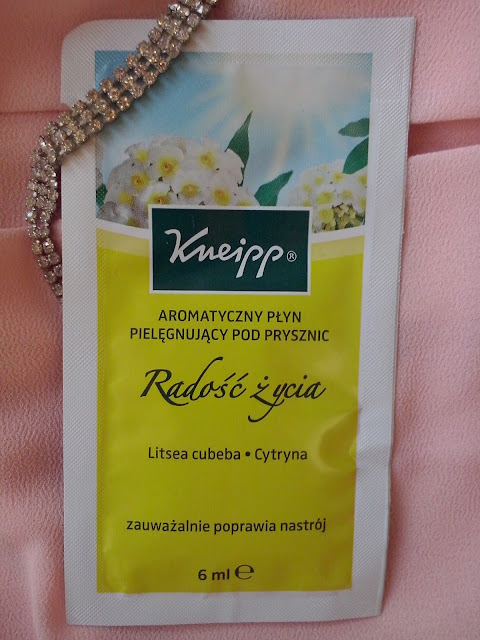 Kneipp®
AROMATYCZNY PŁYN
PIELĘGNUJĄCY POD PRYSZNIC
Radość życia
Litsea cubeba • Cytryna
zauważalnie poprawia nastrój
6 ml ℮